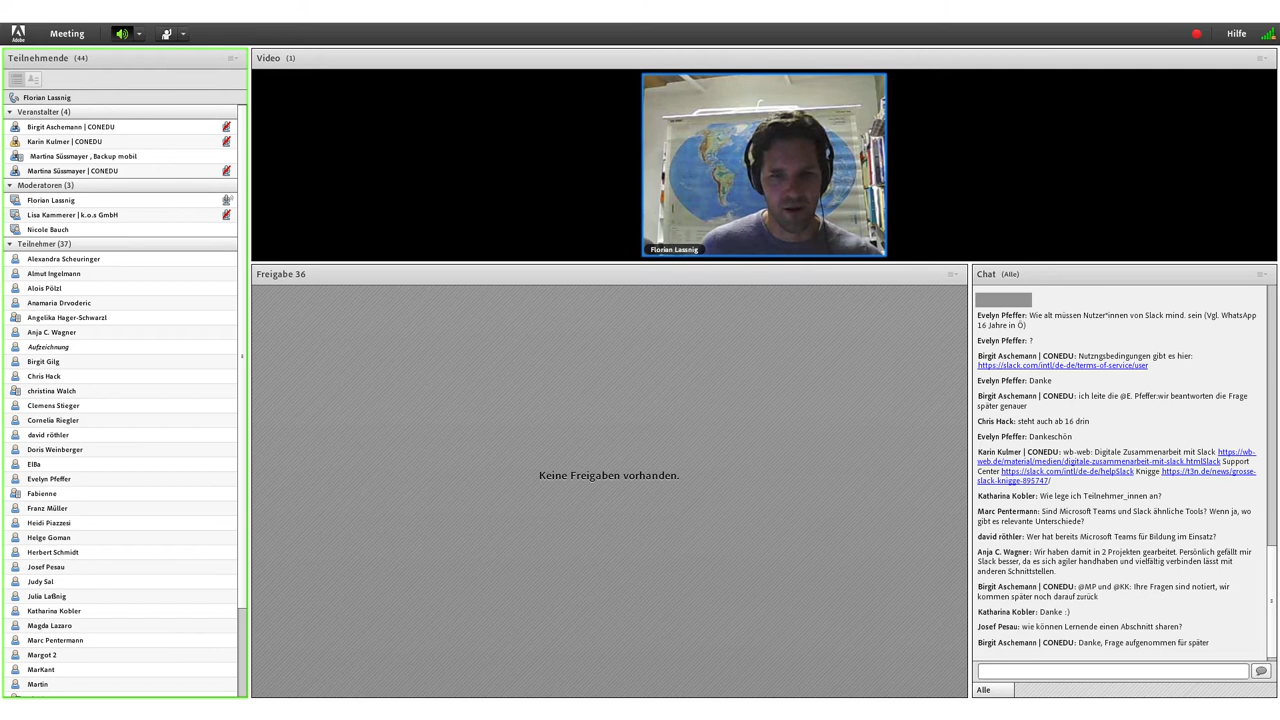 Adobe
Meeting
Hilfe
Teilnehmende (44)
Florian Lassnig
Veranstalter (4)
Birgit Aschemann | CONEDU
Karin Kulmer | CONEDU
Martina Süssmayer , Backup mobil
Martina Süssmayer | CONEDU
Moderatoren (3)
Florian Lassnig
Lisa Kammerer | k.o.s GmbH
Nicole Bauch
Teilnehmer (37)
Alexandra Scheuringer
Almut Ingelmann
Alois Pölzl
Anamaria Drvoderic
Angelika Hager-Schwarzl
Anja C. Wagner
Aufzeichnung
Birgit Gilg
Chris Hack
christina Walch
Clemens Stieger
Cornelia Riegler
david röthler
Doris Weinberger
ElBa
Evelyn Pfeffer
Fabienne
Franz Müller
Heidi Piazzesi
Helge Goman
Herbert Schmidt
Josef Pesau
Judy Sal
Julia Laßnig
Katharina Kobler
Magda Lazaro
Marc Pentermann
Margot 2
MarKant
Martin
Video (1)
Florian Lassnig
Freigabe 36
Keine Freigaben vorhanden.
Chat (Alle)
Evelyn Pfeffer: Wie alt müssen Nutzer*innen von Slack mind. sein (Vgl. WhatsApp
16 Jahre in Ö)
Evelyn Pfeffer: ?
Birgit Aschemann | CONEDU: Nutzngsbedingungen gibt es hier:
https://slack.com/intl/de-de/terms-of-service/user
Evelyn Pfeffer: Danke
Birgit Aschemann | CONEDU: ich leite die @E. Pfeffer:wir beantworten die Frage
später genauer
Chris Hack: steht auch ab 16 drin
Evelyn Pfeffer: Dankeschön
Karin Kulmer | CONEDU: wb-web: Digitale Zusammenarbeit mit Slack https://wb-
web.de/material/medien/digitale-zusammenarbeit-mit-slack.htmlSlack Support
Center https://slack.com/intl/de-de/helpSlack Knigge https://t3n.de/news/grosse-
slack-knigge-895747/
Katharina Kobler: Wie lege ich Teilnehmer_innen an?
Marc Pentermann: Sind Microsoft Teams und Slack ähnliche Tools? Wenn ja, wo
gibt es relevante Unterschiede?
david röthler: Wer hat bereits Microsoft Teams für Bildung im Einsatz?
Anja C. Wagner: Wir haben damit in 2 Projekten gearbeitet. Persönlich gefällt mir
Slack besser, da es sich agiler handhaben und vielfältig verbinden lässt mit
anderen Schnittstellen.
Birgit Aschemann | CONEDU: @MP und @KK: Ihre Fragen sind notiert, wir
kommen später noch darauf zurück
Katharina Kobler: Danke :)
Josef Pesau: wie können Lernende einen Abschnitt sharen?
Birgit Aschemann | CONEDU: Danke, Frage aufgenommen für später
Alle